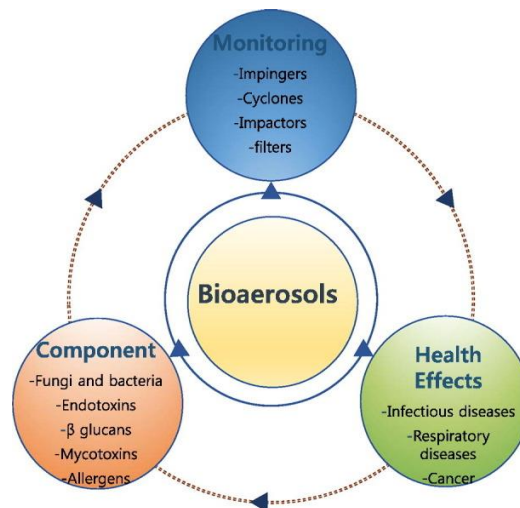 Monitoring
-Impingers
-Cyclones
-Impactors
-filters
Bioaerosols
Component
-Fungi and bacteria
-Endotoxins
-β glucans
-Mycotoxins
-Allergens
Health
Effects
-Infectious diseases
-Respiratory
diseases
-Cancer